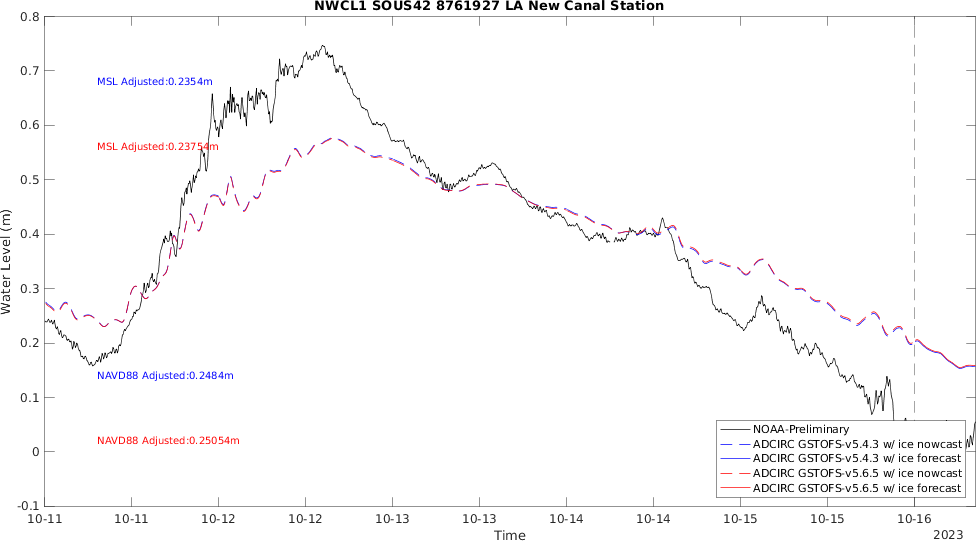 NWCL1 SOUS42 8761927 LA New Canal Station
Water Level (m)
0.8
0.7
0.6
0.5
0.4
0.3
0.2
0.1
0
-0.1
MSL Adjusted:0.2354m
MSL Adjusted:0.23754m
NAVD88 Adjusted:0.2484m
NAVD88 Adjusted:0.25054m
NOAA-Preliminary
ADCIRC GSTOFS-v5.4.3 w/ ice nowcast
ADCIRC GSTOFS-v5.4.3 w/ ice forecast
ADCIRC GSTOFS-v5.6.5 w/ ice nowcast
ADCIRC GSTOFS-v5.6.5 w/ ice forecast
10-11 10-11 10-12 10-12 10-13 10-13 10-14 10-14 10-15 10-15 10-16
Time
2023